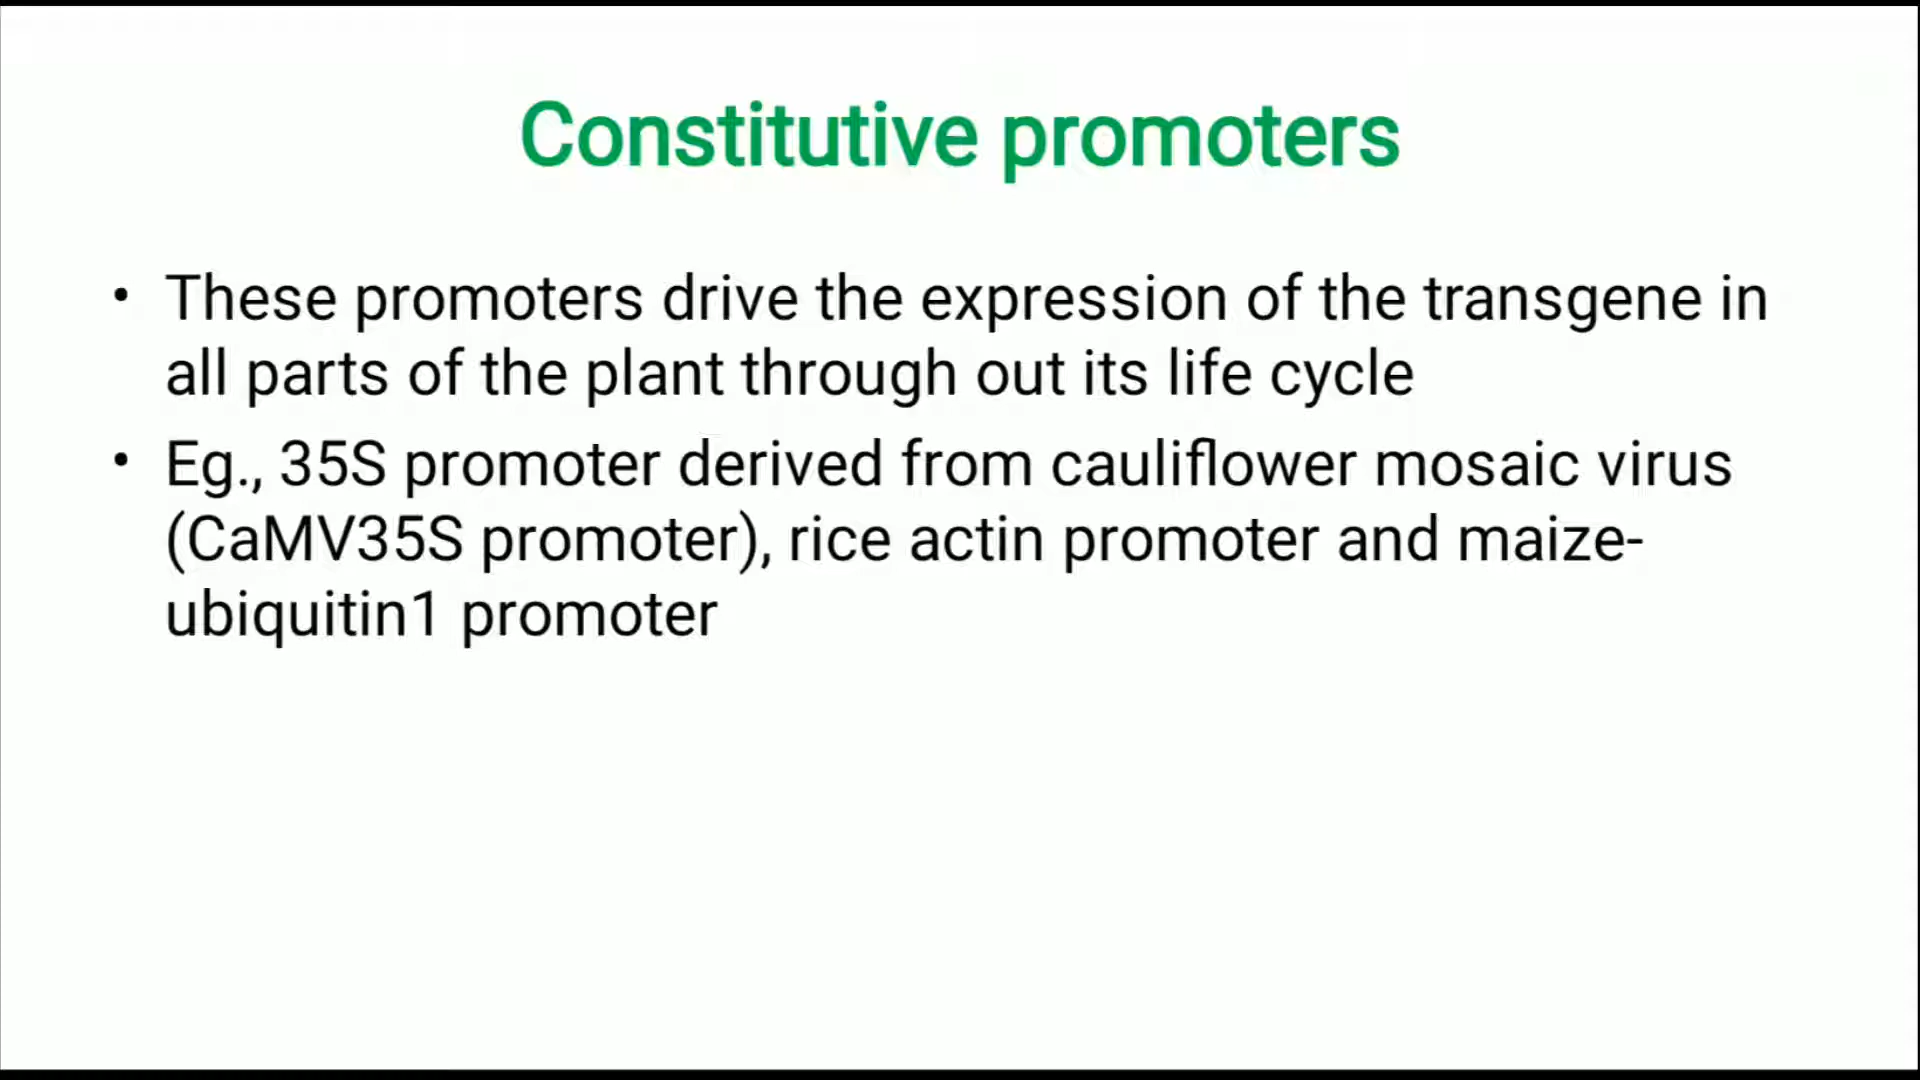 Constitutive promoters
• These promoters drive the expression of the transgene in
all parts of the plant through out its life cycle
• Eg., 35S promoter derived from cauliflower mosaic virus
(CaMV35S promoter), rice actin promoter and maize-
ubiquitin1 promoter